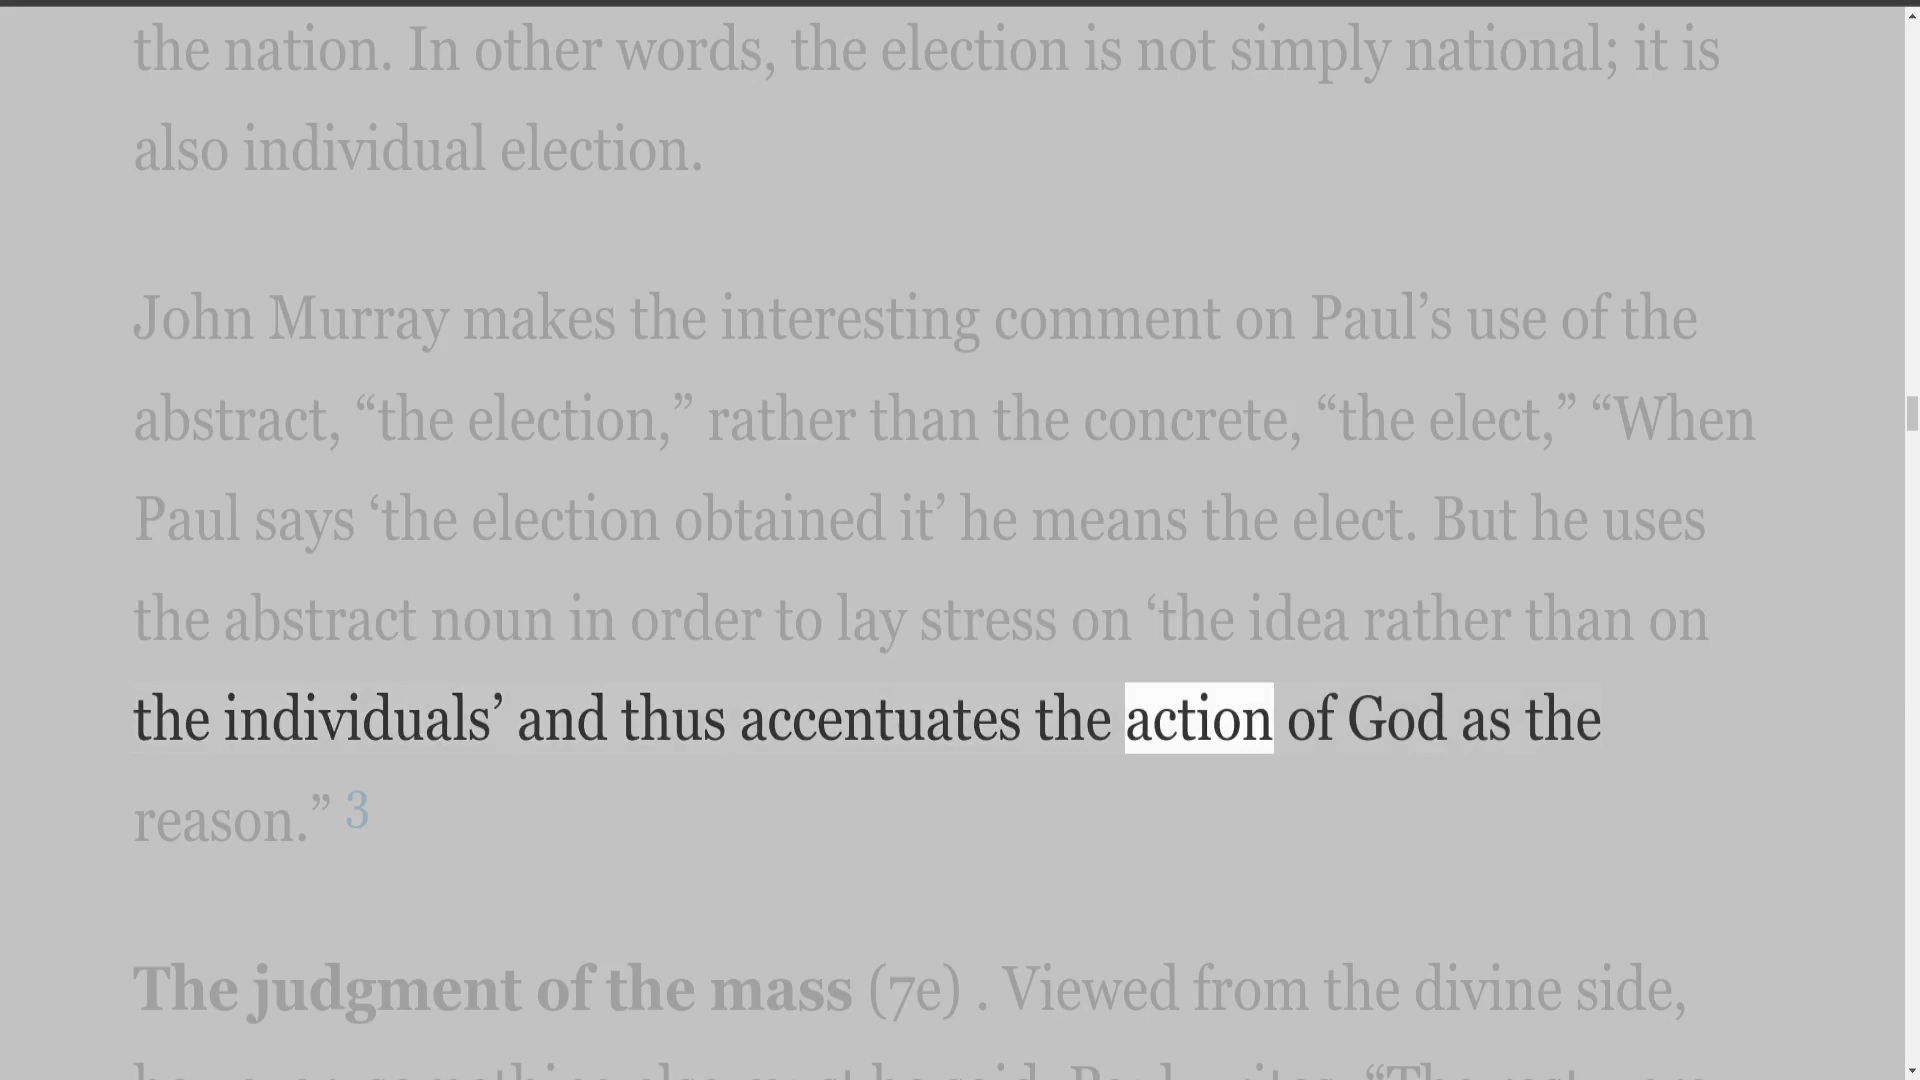 the nation. In other words, the election is not simply national; it is
also individual election.
John Murray makes the interesting comment on Paul’s use of the
abstract, “the election,” rather than the concrete, “the elect,” “When
Paul says ‘the election obtained it’ he means the elect. But he uses
the abstract noun in order to lay stress on ‘the idea rather than on
the individuals’ and thus accentuates the action of God as the
reason.” 3
The judgment of the mass (7e) . Viewed from the divine side,